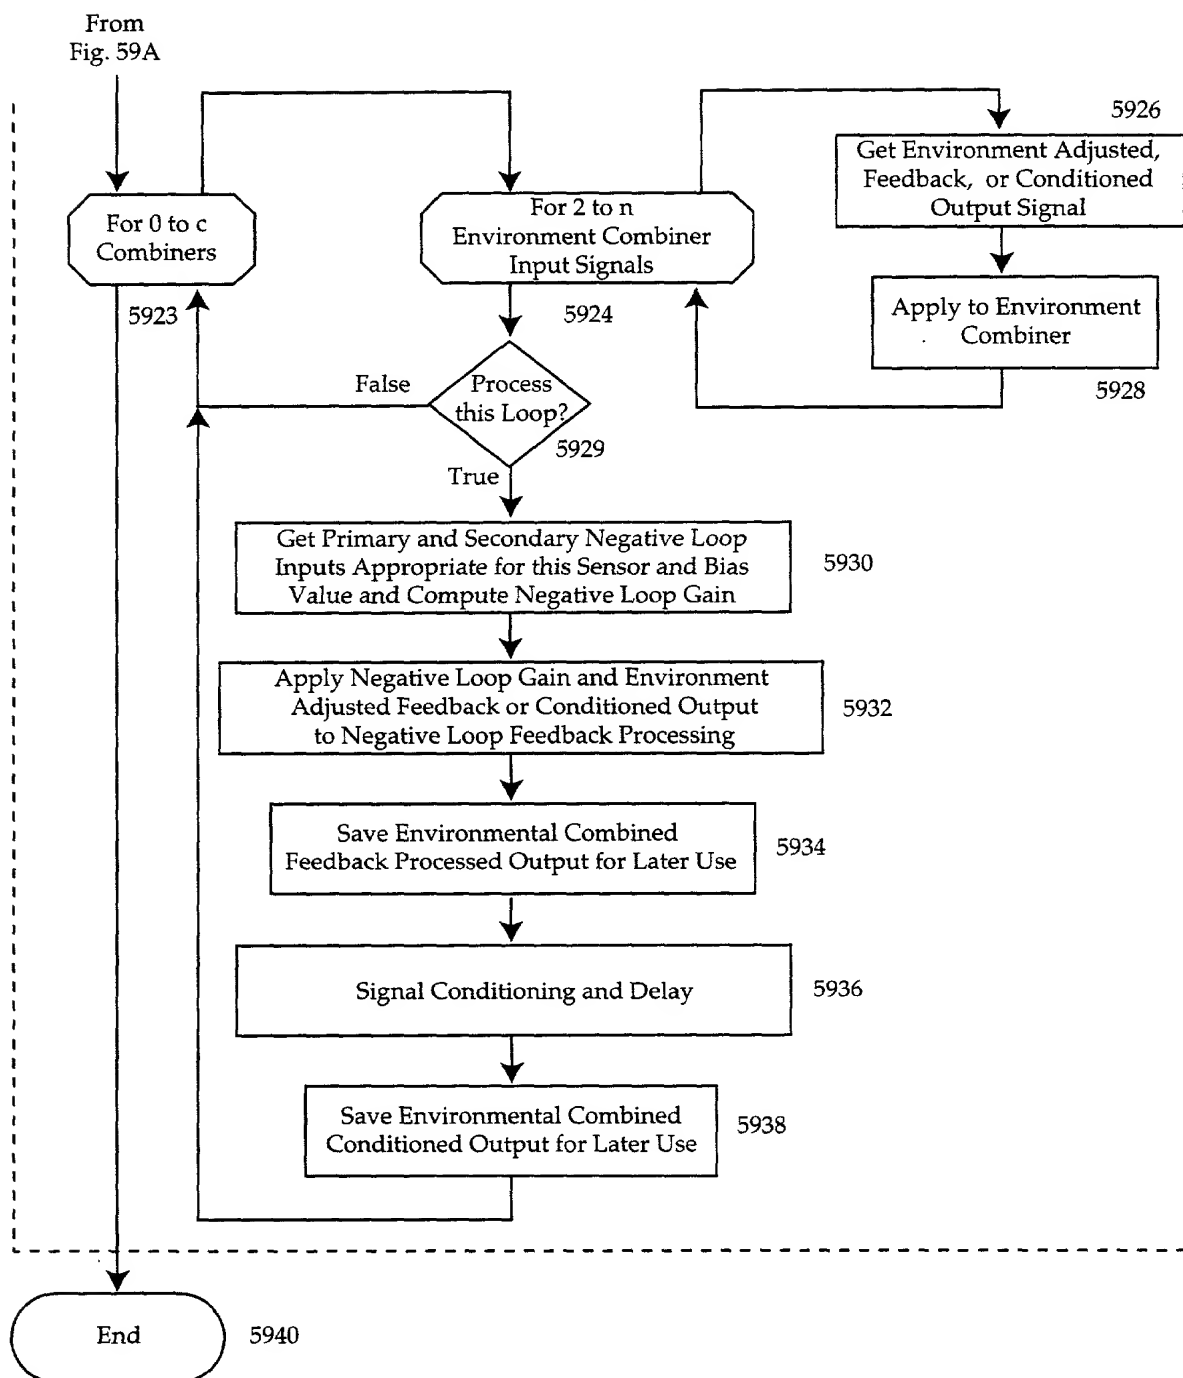 From
Fig. 59A
5926
Get Environment Adjusted,
Feedback, or Conditioned
Output Signal
For 0 to c
Combiners
5923
For 2 to n
Environment Combiner
Input Signals
5924
Apply to Environment
Combiner
5928
False
Process
this Loop?
5929
True
Get Primary and Secondary Negative Loop
Inputs Appropriate for this Sensor and Bias
Value and Compute Negative Loop Gain
5930
Apply Negative Loop Gain and Environment
Adjusted Feedback or Conditioned Output
to Negative Loop Feedback Processing
5932
Save Environmental Combined
Feedback Processed Output for Later Use
5934
Signal Conditioning and Delay
5936
Save Environmental Combined
Conditioned Output for Later Use
5938
End
5940